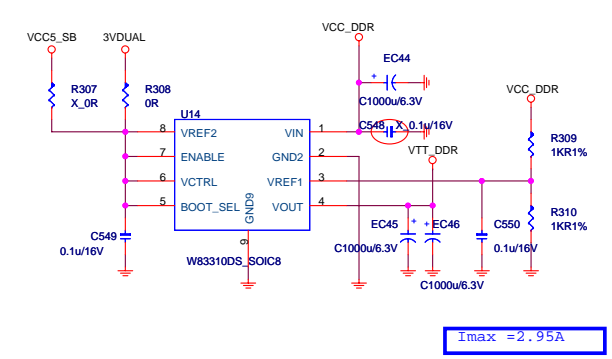 VCC_DDR
VCC5_SB
3VDUAL
EC44
VCC_DDR
R307
X_0R
R308
0R
C1000u/6.3V
U14
C548
X_0.1u/16V
8
VREF2
VIN
1
R309
1KR1%
7
ENABLE
GND2
2
VTT_DDR
6
VCTRL
VREF1
3
5
BOOT_SEL
GND9
VOUT
4
R310
1KR1%
EC45
EC46
C550
C549
0.1u/16V
9
C1000u/6.3V
0.1u/16V
W83310DS_SOIC8
C1000u/6.3V
Imax =2.95A